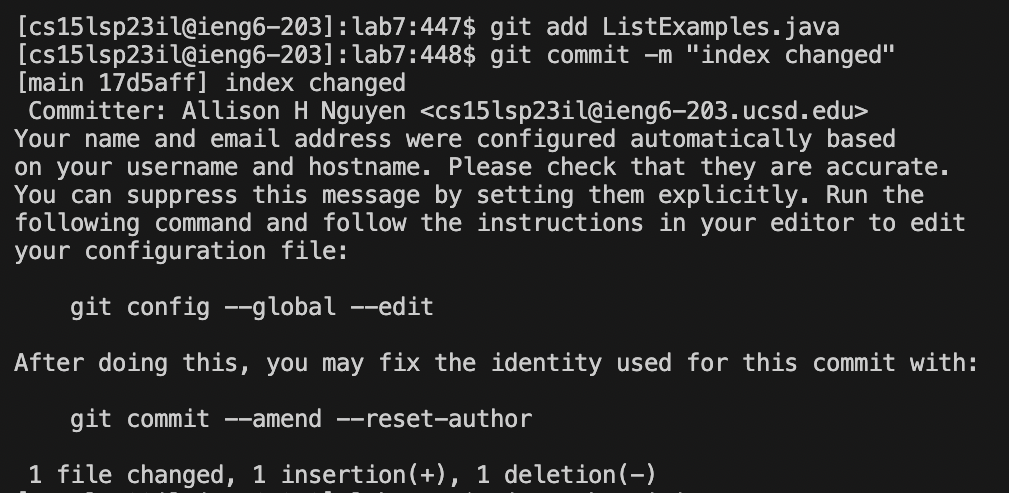 [cs15lsp23il@ieng6-203]:lab7:447$ git add ListExamples.java
[cs15lsp23il@ieng6-203]:lab7:448$ git commit -m "index changed"
[main 17d5aff] index changed
 Committer: Allison H Nguyen <cs15lsp23il@ieng6-203.ucsd.edu>
Your name and email address were configured automatically based
on your username and hostname. Please check that they are accurate.
You can suppress this message by setting them explicitly. Run the
following command and follow the instructions in your editor to edit
your configuration file:

    git config --global --edit

After doing this, you may fix the identity used for this commit with:

    git commit --amend --reset-author

 1 file changed, 1 insertion(+), 1 deletion(-)